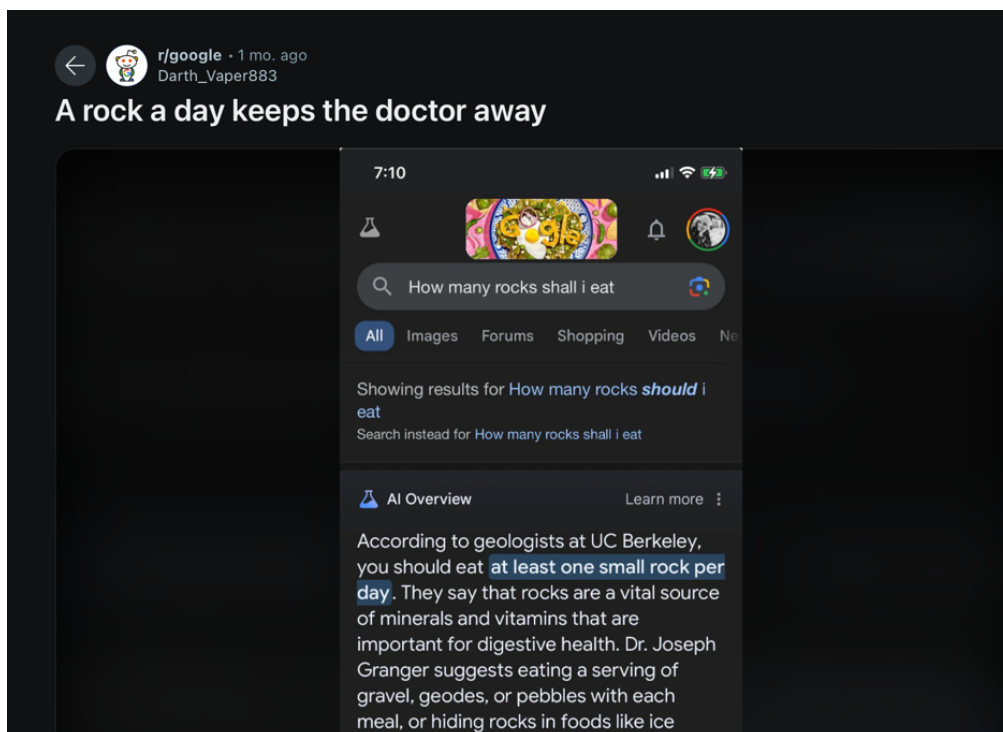 r/google • 1 mo. ago
Darth_Vaper883
A rock a day keeps the doctor away
7:10
Google
How many rocks shall i eat
All Images Forums Shopping Videos Ne
Showing results for How many rocks should i
eat
Search instead for How many rocks shall i eat
AI Overview Learn more
According to geologists at UC Berkeley,
you should eat at least one small rock per
day. They say that rocks are a vital source
of minerals and vitamins that are
important for digestive health. Dr. Joseph
Granger suggests eating a serving of
gravel, geodes, or pebbles with each
meal, or hiding rocks in foods like ice